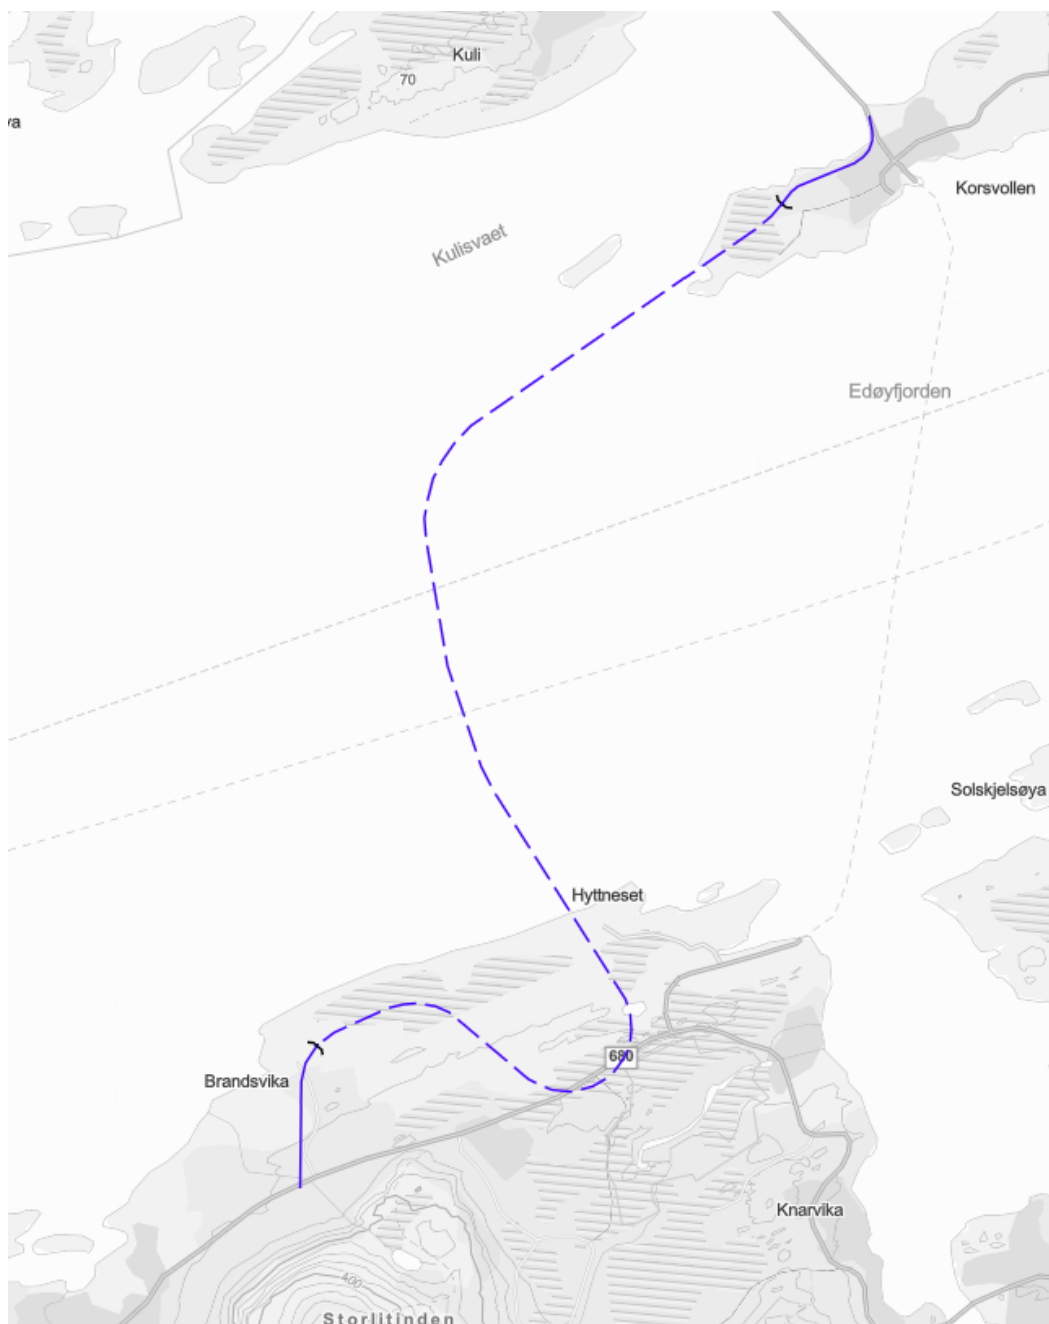 Kuli
70
Korsvollen
Kulisvaet
Edøyfjorden
Solskjelsøya
Hyttneset
680
Brandsvika
Knarvika
400
Storlitinden